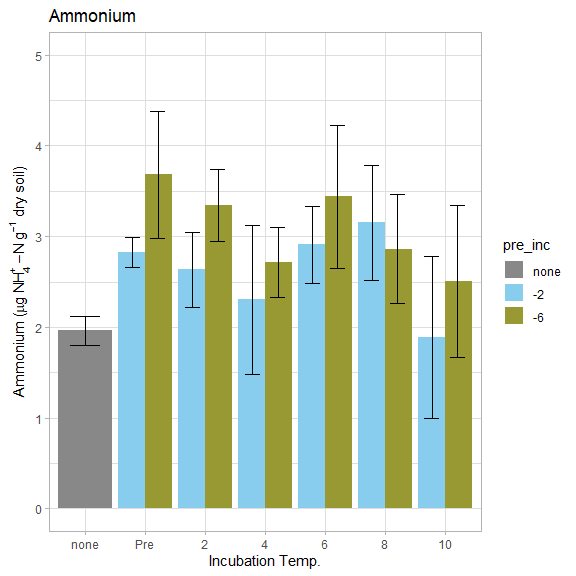 Ammonium
5
4
3
2
1
0
Ammonium (μg NH₄⁺ −N g⁻¹ dry soil)
none Pre 2 4 6 8 10
Incubation Temp.
pre_inc
none
-2
-6